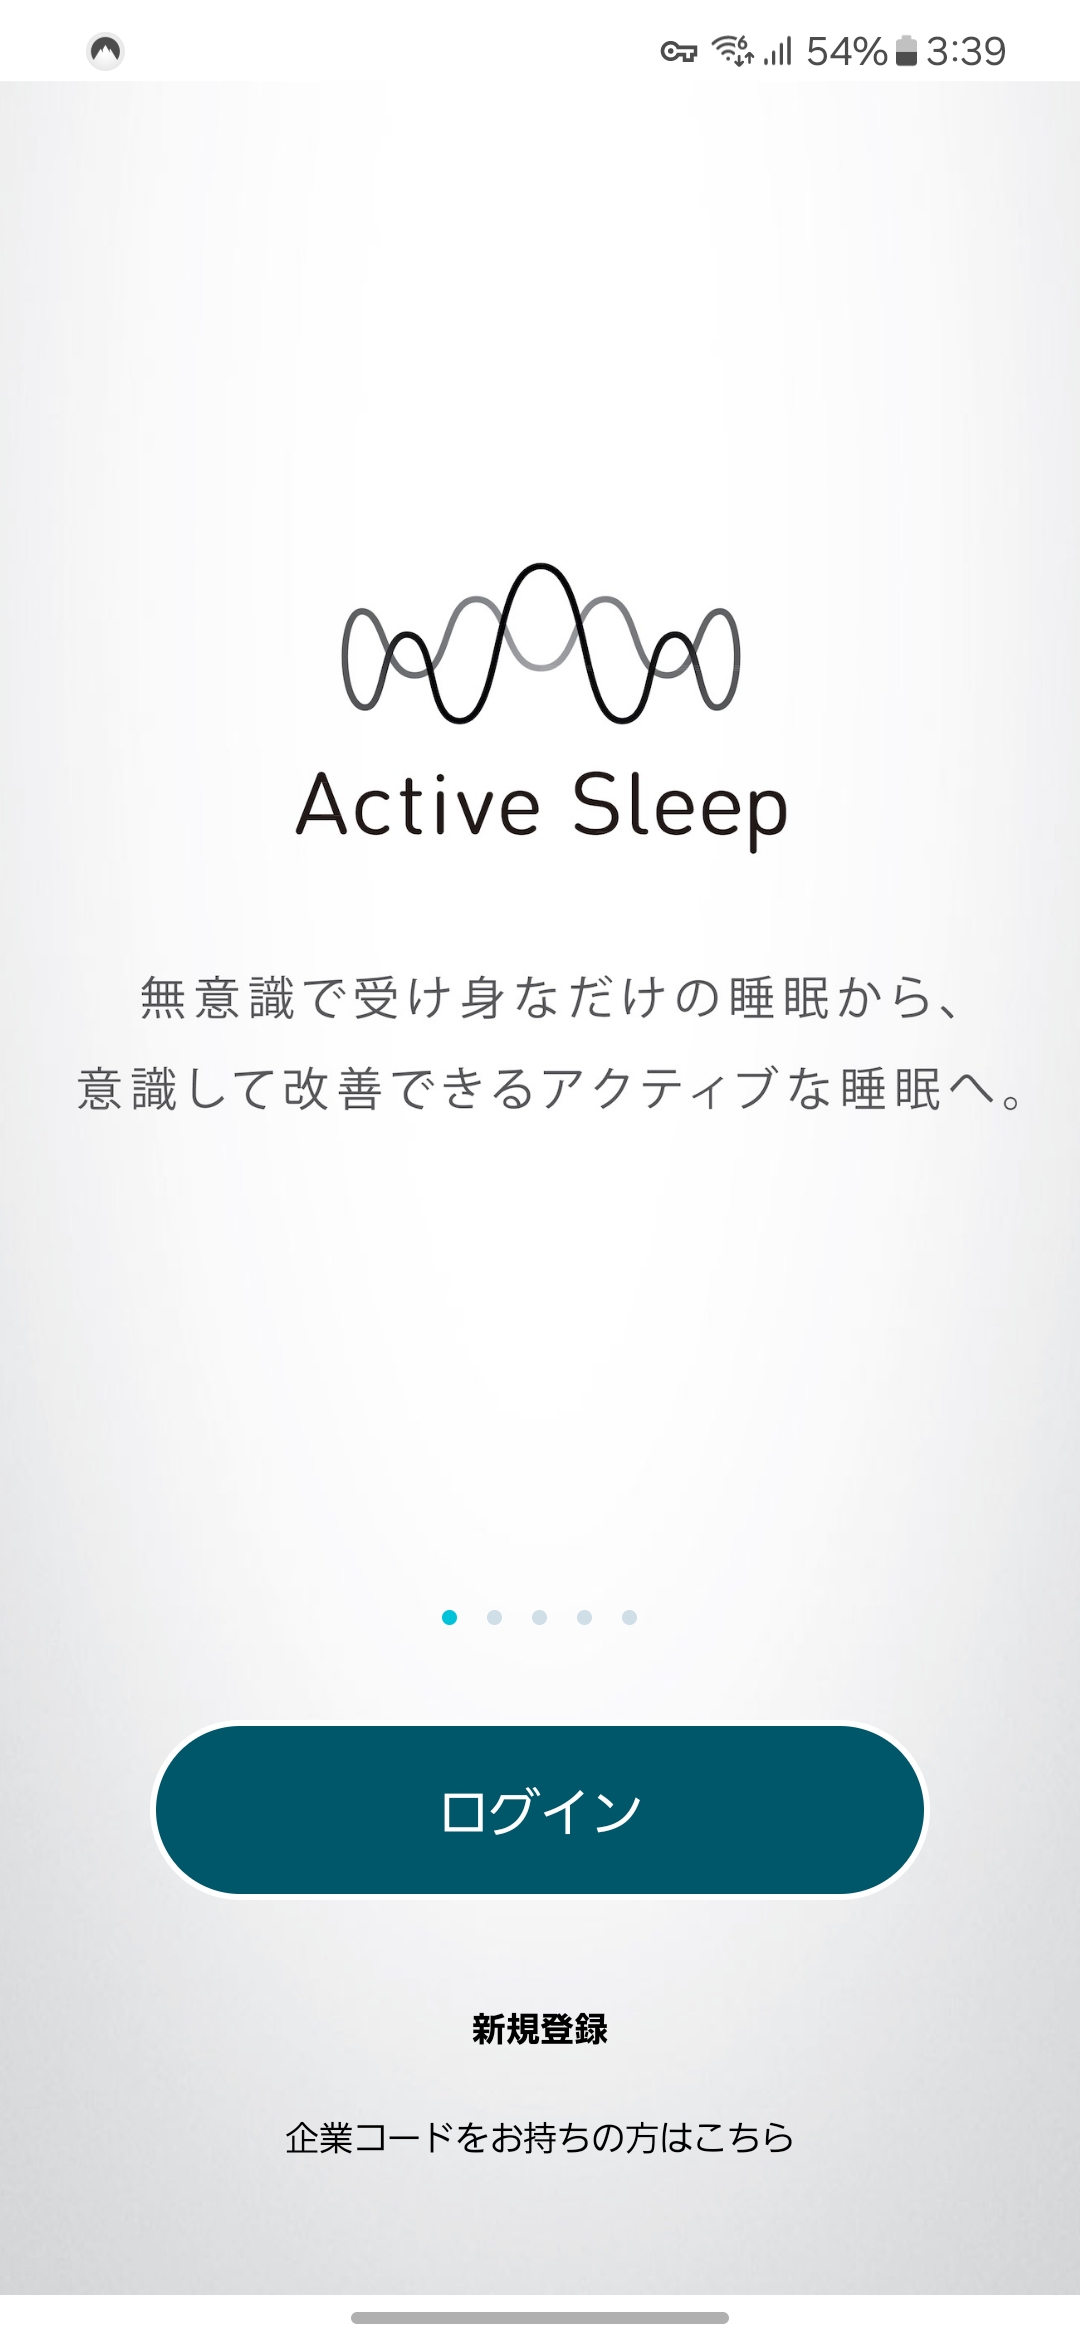 54% 3:39
Active Sleep
無意識で受け身なだけの睡眠から、
意識して改善できるアクティブな睡眠へ。
ログイン
新規登録
企業コードをお持ちの方はこちら